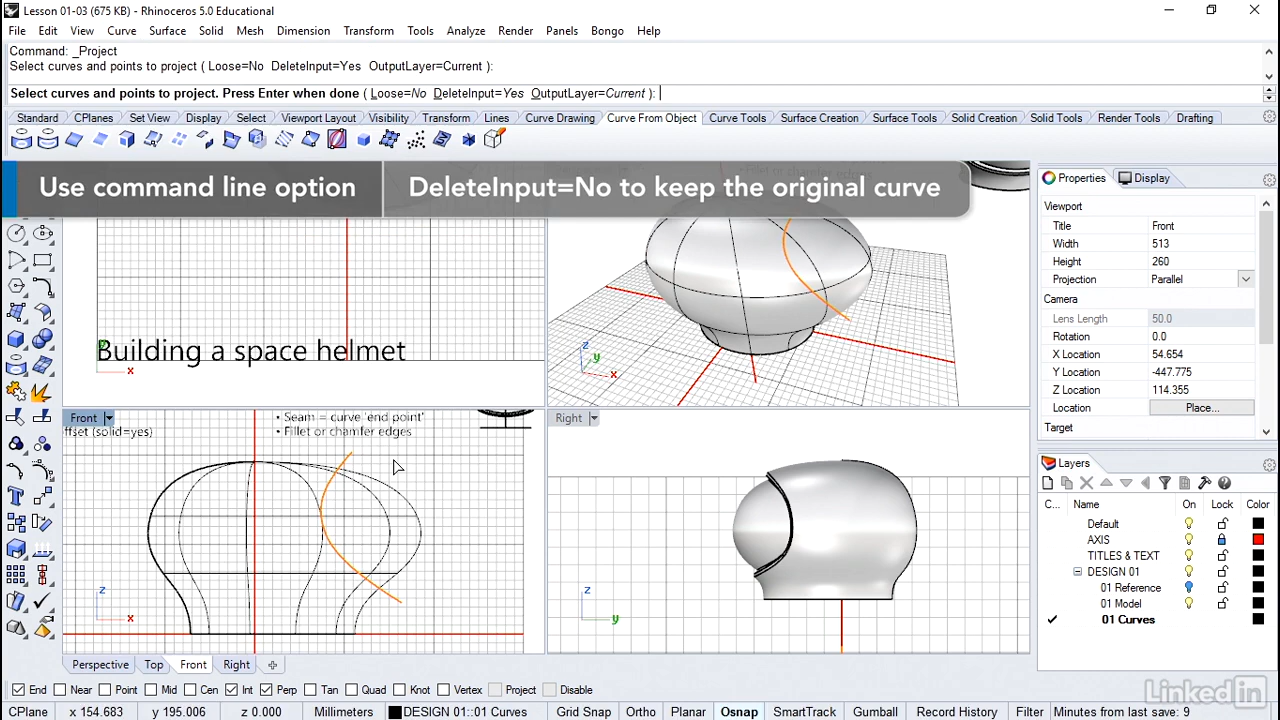 Lesson 01-03 (675 KB) - Rhinoceros 5.0 Educational
File Edit View Curve Surface Solid Mesh Dimension Transform Tools Analyze Render Panels Bongo Help
Command: _Project
Select curves and points to project ( Loose=No DeleteInput=Yes OutputLayer=Current ):
Select curves and points to project. Press Enter when done ( Loose=No DeleteInput=Yes OutputLayer=Current ):
Standard CPlanes Set View Display Select Viewport Layout Visibility Transform Lines Curve Drawing Curve From Object Curve Tools Surface Creation Surface Tools Solid Creation Solid Tools Render Tools Drafting
Use command line option DeleteInput=No to keep the original curve
Properties Display
Viewport
Title Front
Width 513
Height 260
Projection Parallel
Camera
Lens Length 50.0
Rotation 0.0
X Location 54.654
Y Location -447.775
Z Location 114.355
Location Place...
Target
Building a space helmet
x
z y x
Front
• Seam = curve 'end point'
ffset (solid=yes) • Fillet or chamfer edges
z x
Right
z y
Layers
C... Name On Lock Color
Default
AXIS
TITLES & TEXT
DESIGN 01
01 Reference
01 Model
01 Curves
Perspective Top Front Right
End Near Point Mid Cen Int Perp Tan Quad Knot Vertex Project Disable
LinkedIn
CPlane x 154.683 y 195.006 z 0.000 Millimeters DESIGN 01::01 Curves Grid Snap Ortho Planar Osnap SmartTrack Gumball Record History Filter Minutes from last save: 9